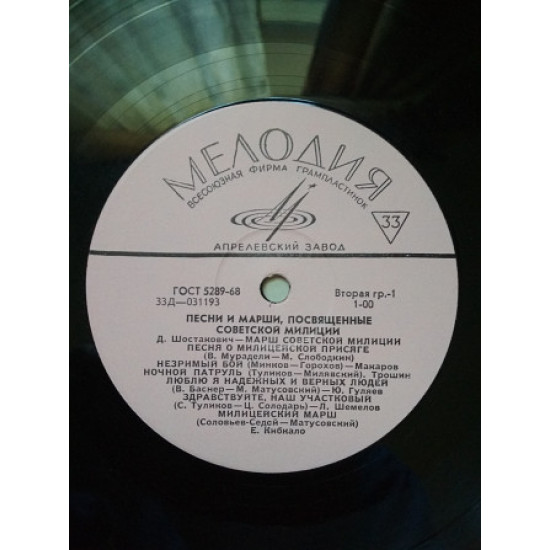 МЕЛОДИЯ
ВСЕСОЮЗНАЯ ФИРМА ГРАМПЛАСТИНОК
33
АПРЕЛЕВСКИЙ ЗАВОД
ГОСТ 5289-68
33Д—031193
Вторая гр.-1
1-00
ПЕСНИ И МАРШИ, ПОСВЯЩЕННЫЕ
СОВЕТСКОЙ МИЛИЦИИ
Д. Шостакович—МАРШ СОВЕТСКОЙ МИЛИЦИИ
ПЕСНЯ О МИЛИЦЕЙСКОЙ ПРИСЯГЕ
(В. Мурадели—М. Слободкин)
НЕЗРИМЫЙ БОЙ (Минков—Горохов)—Макаров
НОЧНОЙ ПАТРУЛЬ (Туликов—Милявский). Трошин
ЛЮБЛЮ Я НАДЕЖНЫХ И ВЕРНЫХ ЛЮДЕЙ
(В. Баснер—М. Матусовский)—Ю. Гуляев
ЗДРАВСТВУЙТЕ, НАШ УЧАСТКОВЫЙ
(С. Туликов—Ц. Солодарь)—Л. Шемелов
МИЛИЦЕЙСКИЙ МАРШ
(Соловьев-Седой—Матусовский)
Е. Кибкало